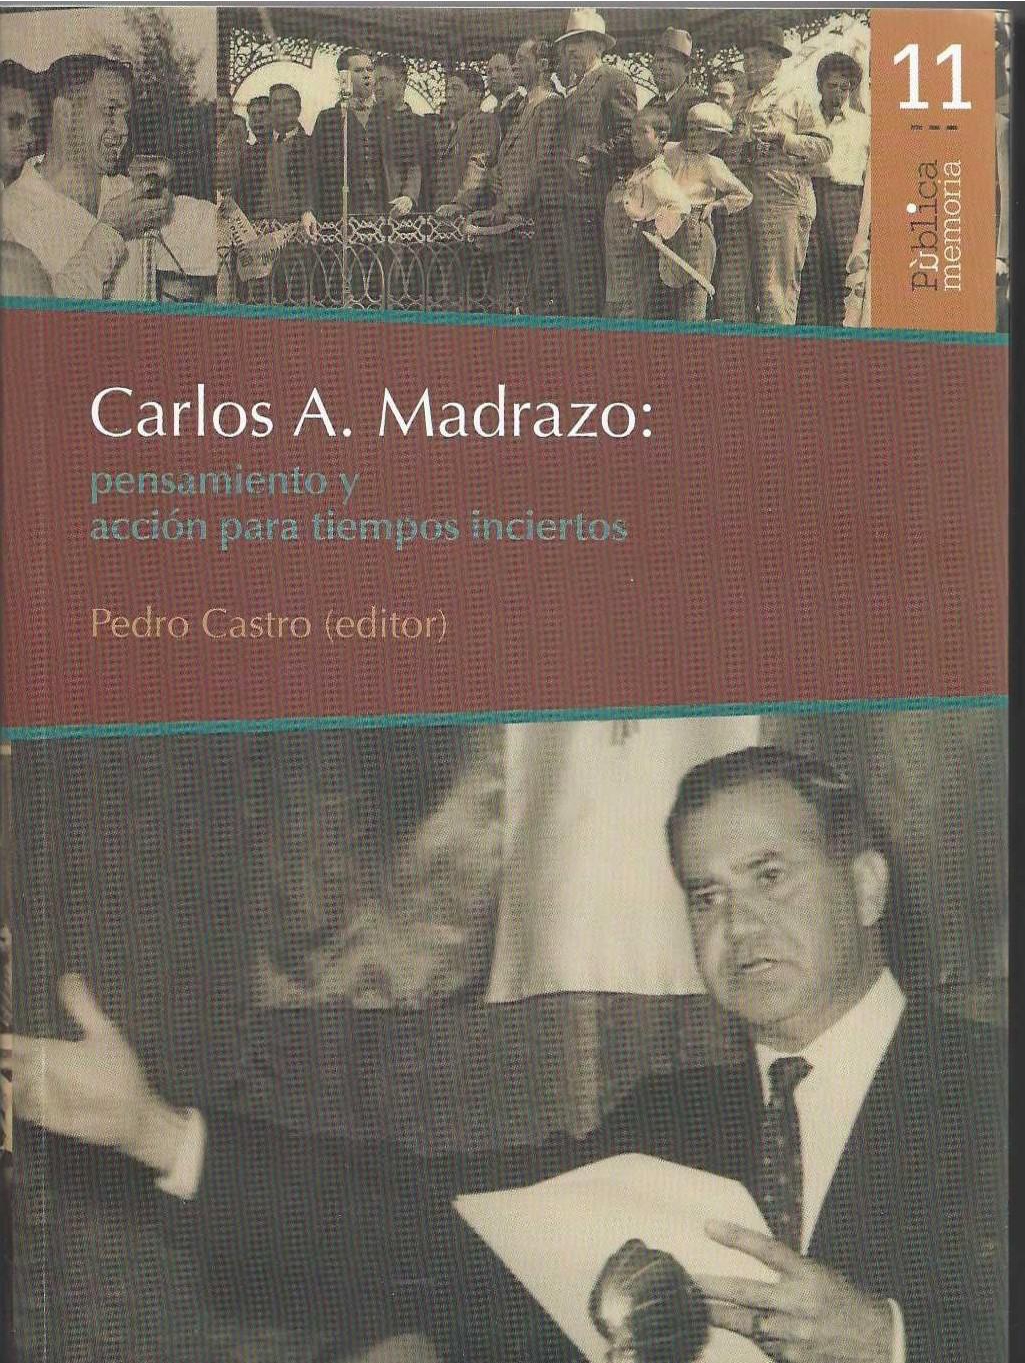 11
Pública
memoria
Carlos A. Madrazo:
pensamiento y
acción para tiempos inciertos
Pedro Castro (editor)